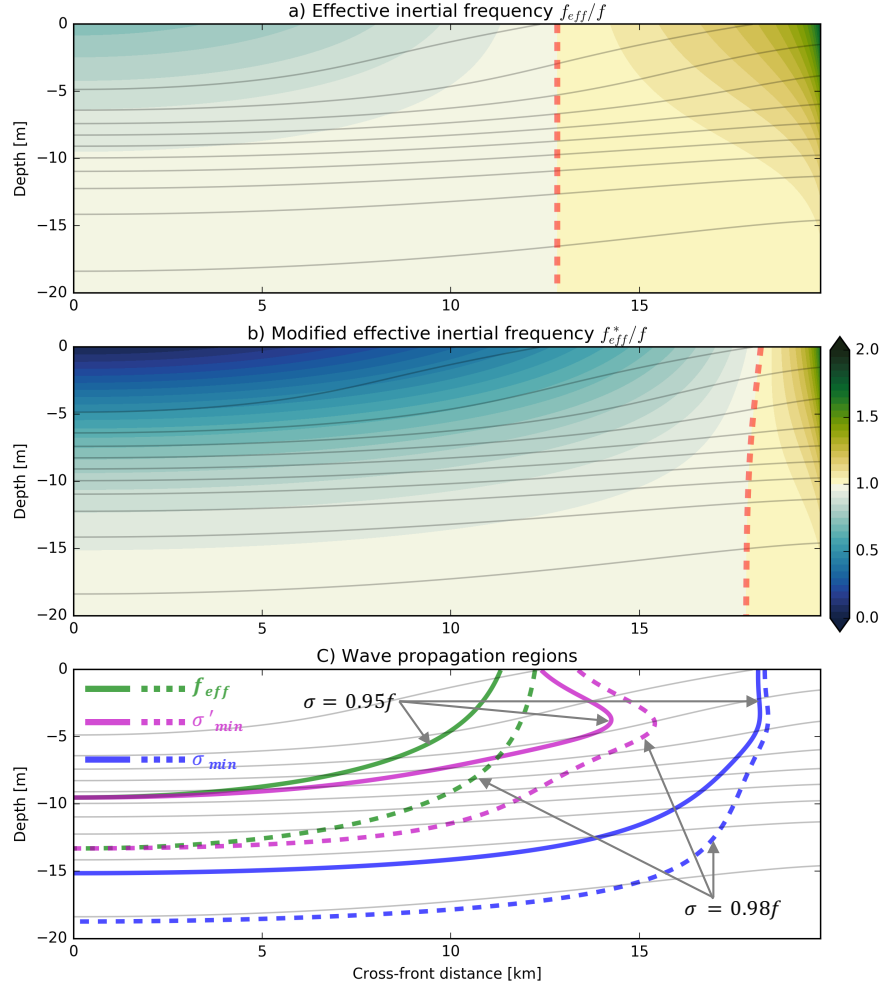 a) Effective inertial frequency f_eff/f
0
−5
−10
−15
−20
Depth [m]
0 5 10 15
b) Modified effective inertial frequency f*_eff/f
0
−5
−10
−15
−20
Depth [m]
0 5 10 15
2.0
1.5
1.0
0.5
0.0
C) Wave propagation regions
f_eff
σ'_min
σ_min
σ = 0.95f
σ = 0.98f
0
−5
−10
−15
−20
Depth [m]
0 5 10 15
Cross-front distance [km]